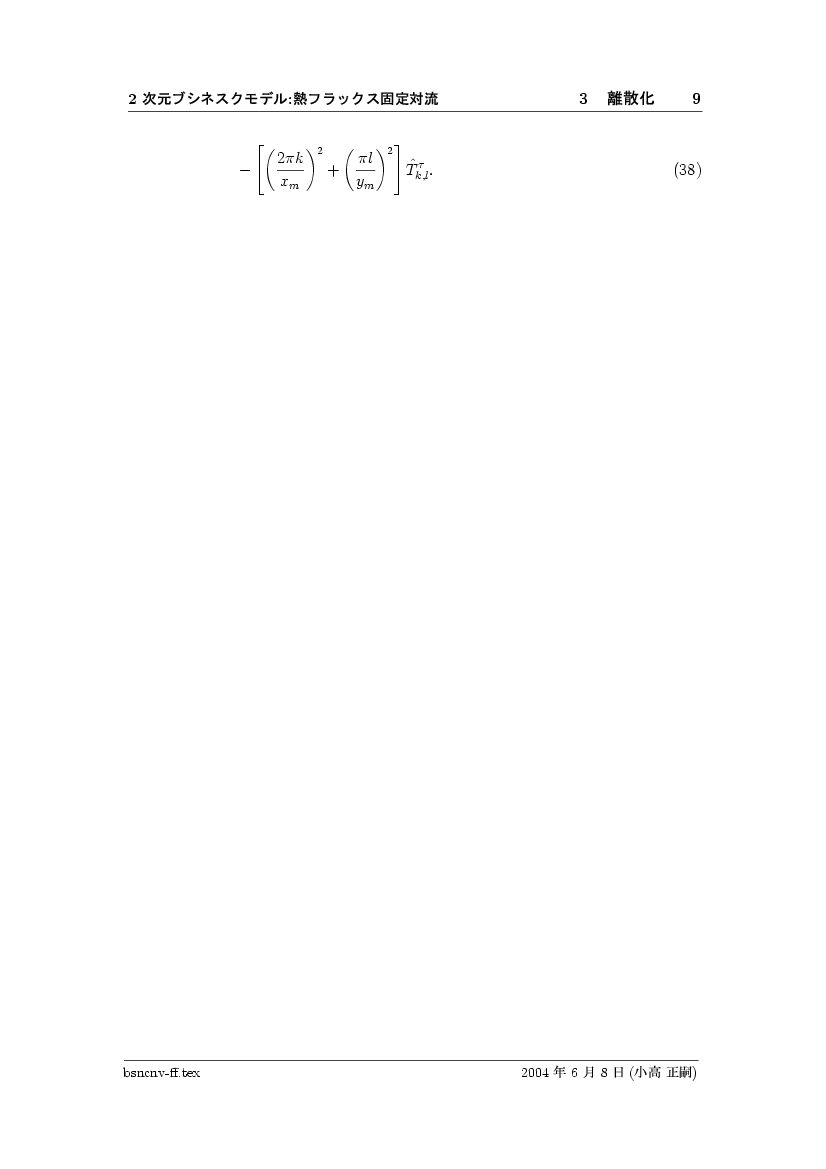 2 次元ブシネスクモデル:熱フラックス固定対流 3 離散化 9
$-\left[\left(\frac{2\pi k}{x_m}\right)^2+\left(\frac{\pi l}{y_m}\right)^2\right]\hat{T}^{\tau}_{k,l}.$ (38)
bsncnv-ff.tex 2004 年 6 月 8 日 (小高 正嗣)